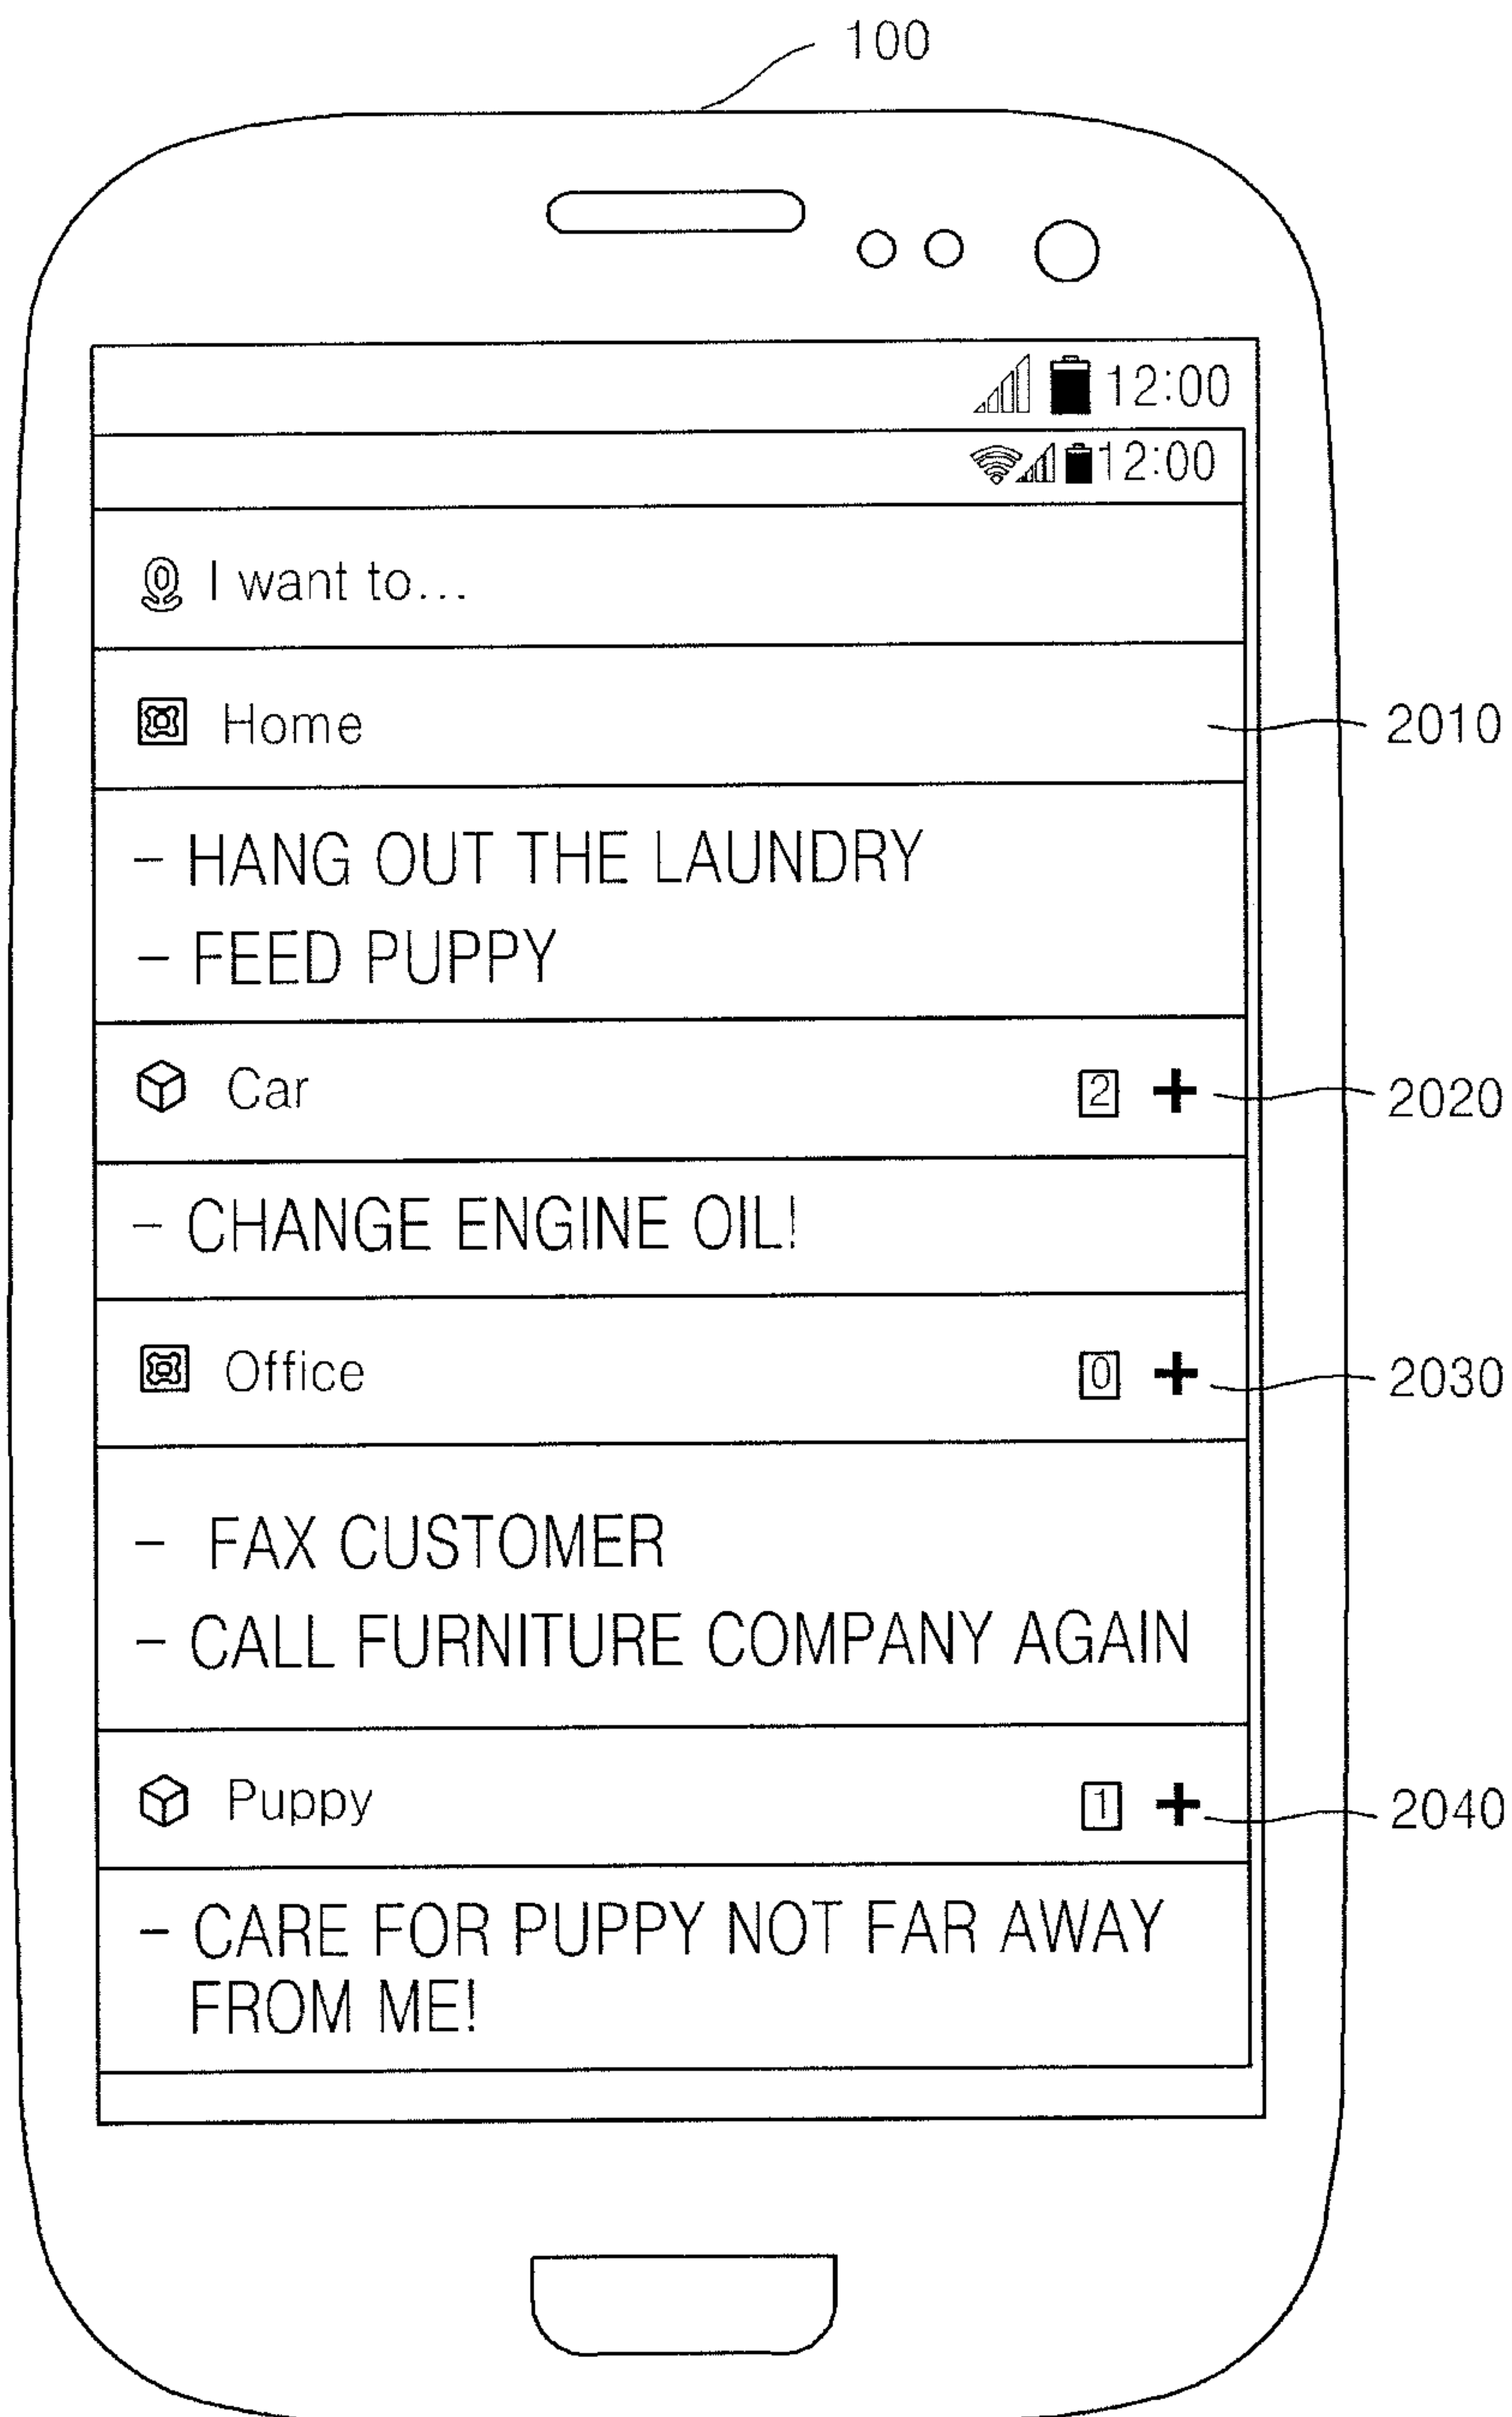 100
12:00
12:00
I want to...
Home
2010
- HANG OUT THE LAUNDRY
- FEED PUPPY
Car 2 +
2020
- CHANGE ENGINE OIL!
Office 0 +
2030
- FAX CUSTOMER
- CALL FURNITURE COMPANY AGAIN
Puppy 1 +
2040
- CARE FOR PUPPY NOT FAR AWAY
FROM ME!